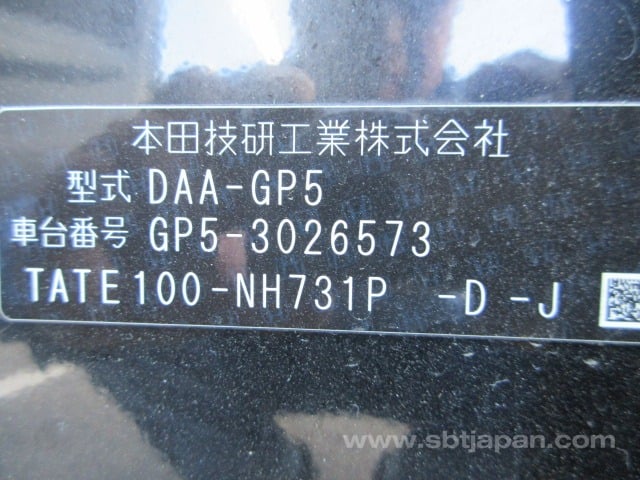 本田技研工業株式会社
型式 DAA-GP5
車台番号 GP5-3026573
TATE100-NH731P -D -J
www.sbtjapan.com